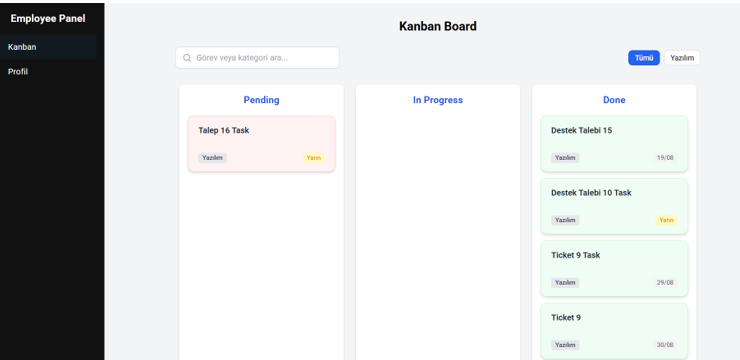 Employee Panel
Kanban
Profil
Kanban Board
Görev veya kategori ara...
Tümü
Yazılım
Pending
Talep 16 Task
Yazılım
Yarın
In Progress
Done
Destek Talebi 15
Yazılım
19/08
Destek Talebi 10 Task
Yazılım
Yarın
Ticket 9 Task
Yazılım
29/08
Ticket 9
Yazılım
30/08